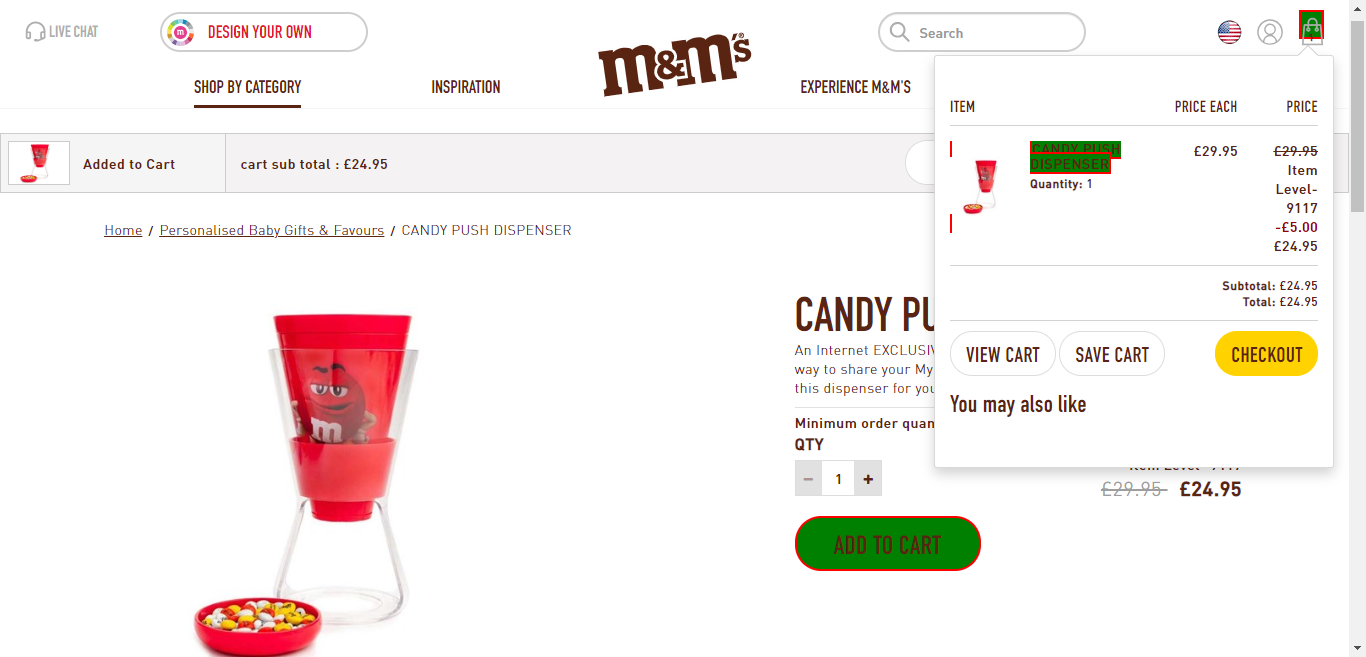 LIVE CHAT
DESIGN YOUR OWN
m&m's
Search
SHOP BY CATEGORY
INSPIRATION
EXPERIENCE M&M'S
Added to Cart
cart sub total : £24.95
ITEM PRICE EACH PRICE
CANDY PUSH
DISPENSER
Quantity: 1
£29.95
£29.95
Item
Level-
9117
-£5.00
£24.95
Subtotal: £24.95
Total: £24.95
VIEW CART
SAVE CART
CHECKOUT
You may also like
Home / Personalised Baby Gifts & Favours / CANDY PUSH DISPENSER
CANDY PU
An Internet EXCLUSIV
way to share your My
this dispenser for you
Minimum order quan
QTY
− 1 +
£29.95 £24.95
ADD TO CART